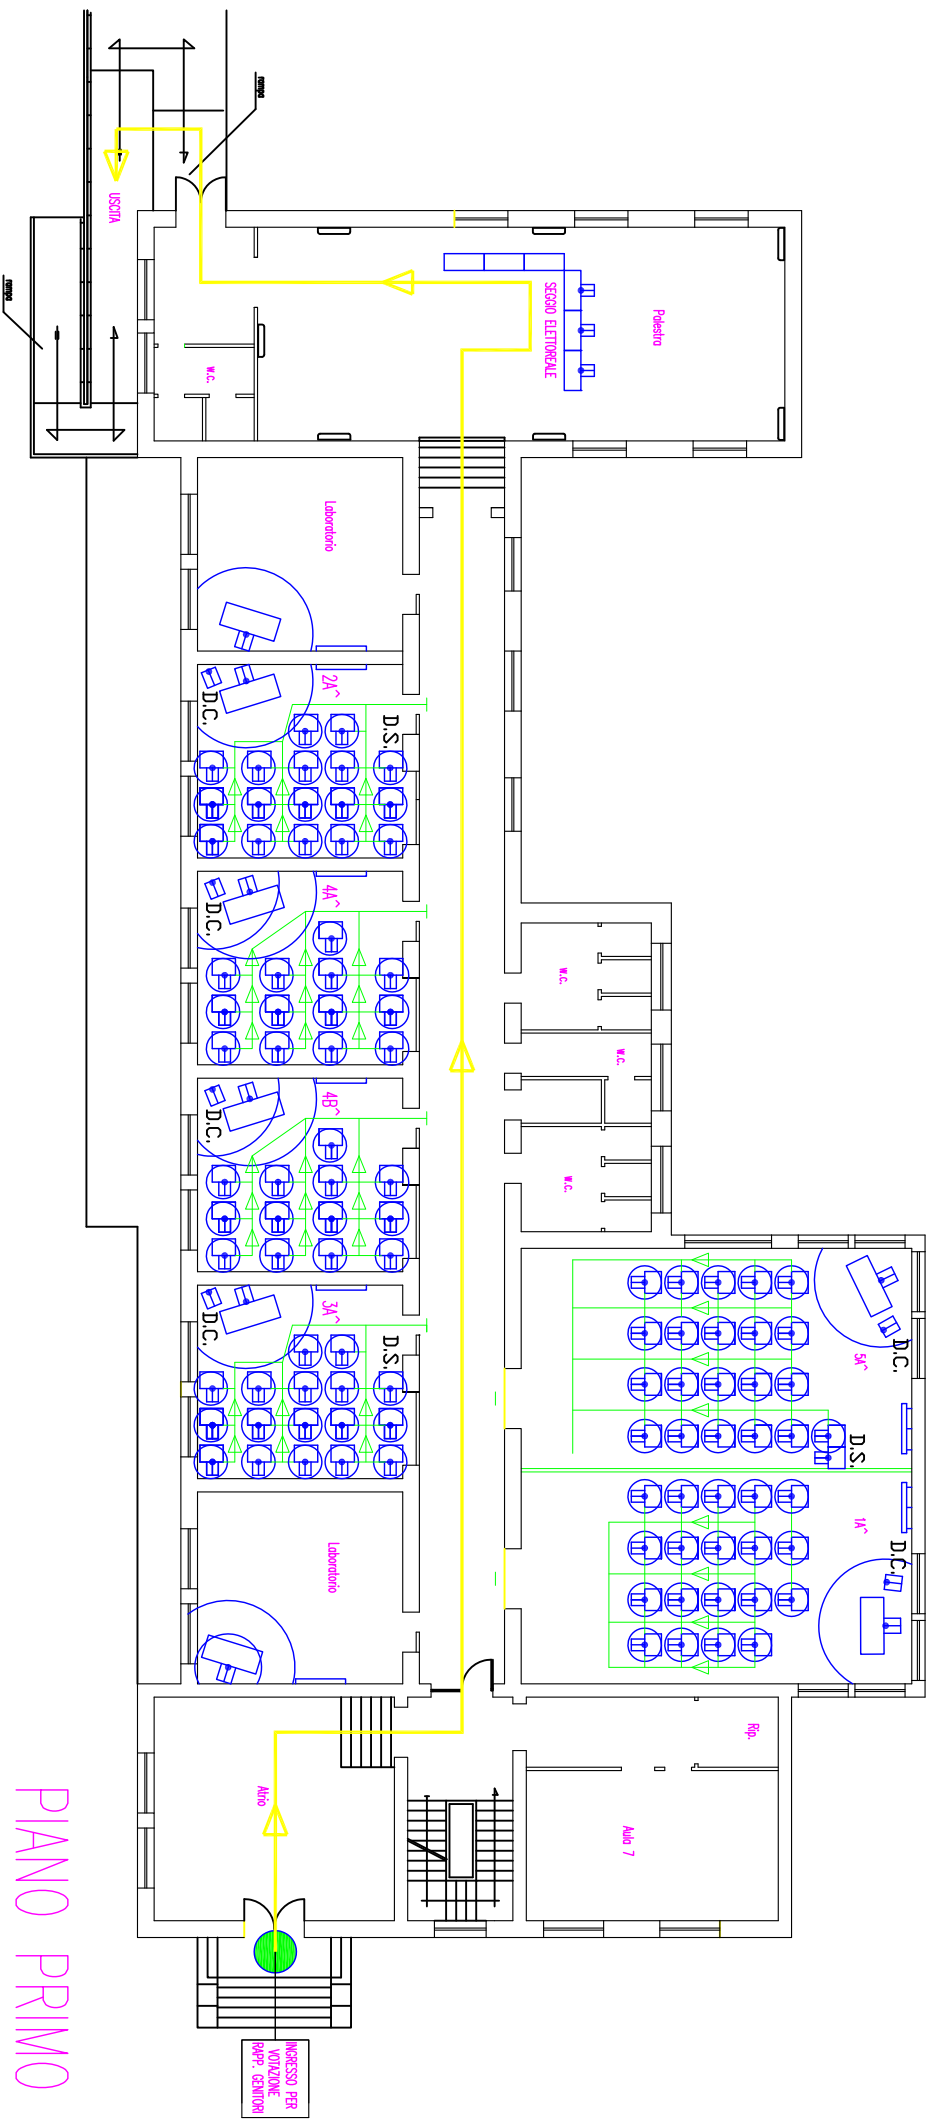 rampa
USCITA
rampa
Palestra
SEGGIO ELETTOREALE
W.C.
Laboratorio
2A^
D.C.
D.S.
4A^
D.C.
W.C.
W.C.
W.C.
4B^
D.C.
3A^
D.C.
D.S.
5A^
D.C.
D.S.
1A^
D.C.
Laboratorio
Rip.
Aula 7
Atrio
INGRESSO PER
VOTAZIONE
RAPP. GENITORI
PIANO PRIMO